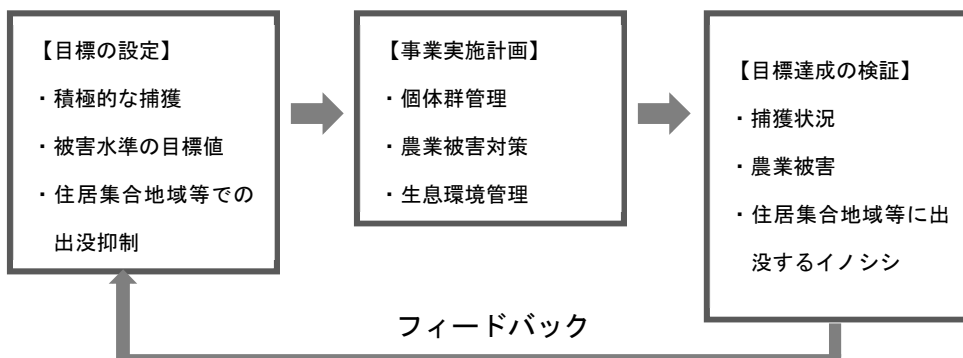 【目標の設定】
・積極的な捕獲
・被害水準の目標値
・住居集合地域等での
出没抑制
【事業実施計画】
・個体群管理
・農業被害対策
・生息環境管理
【目標達成の検証】
・捕獲状況
・農業被害
・住居集合地域等に出
没するイノシシ
フィードバック